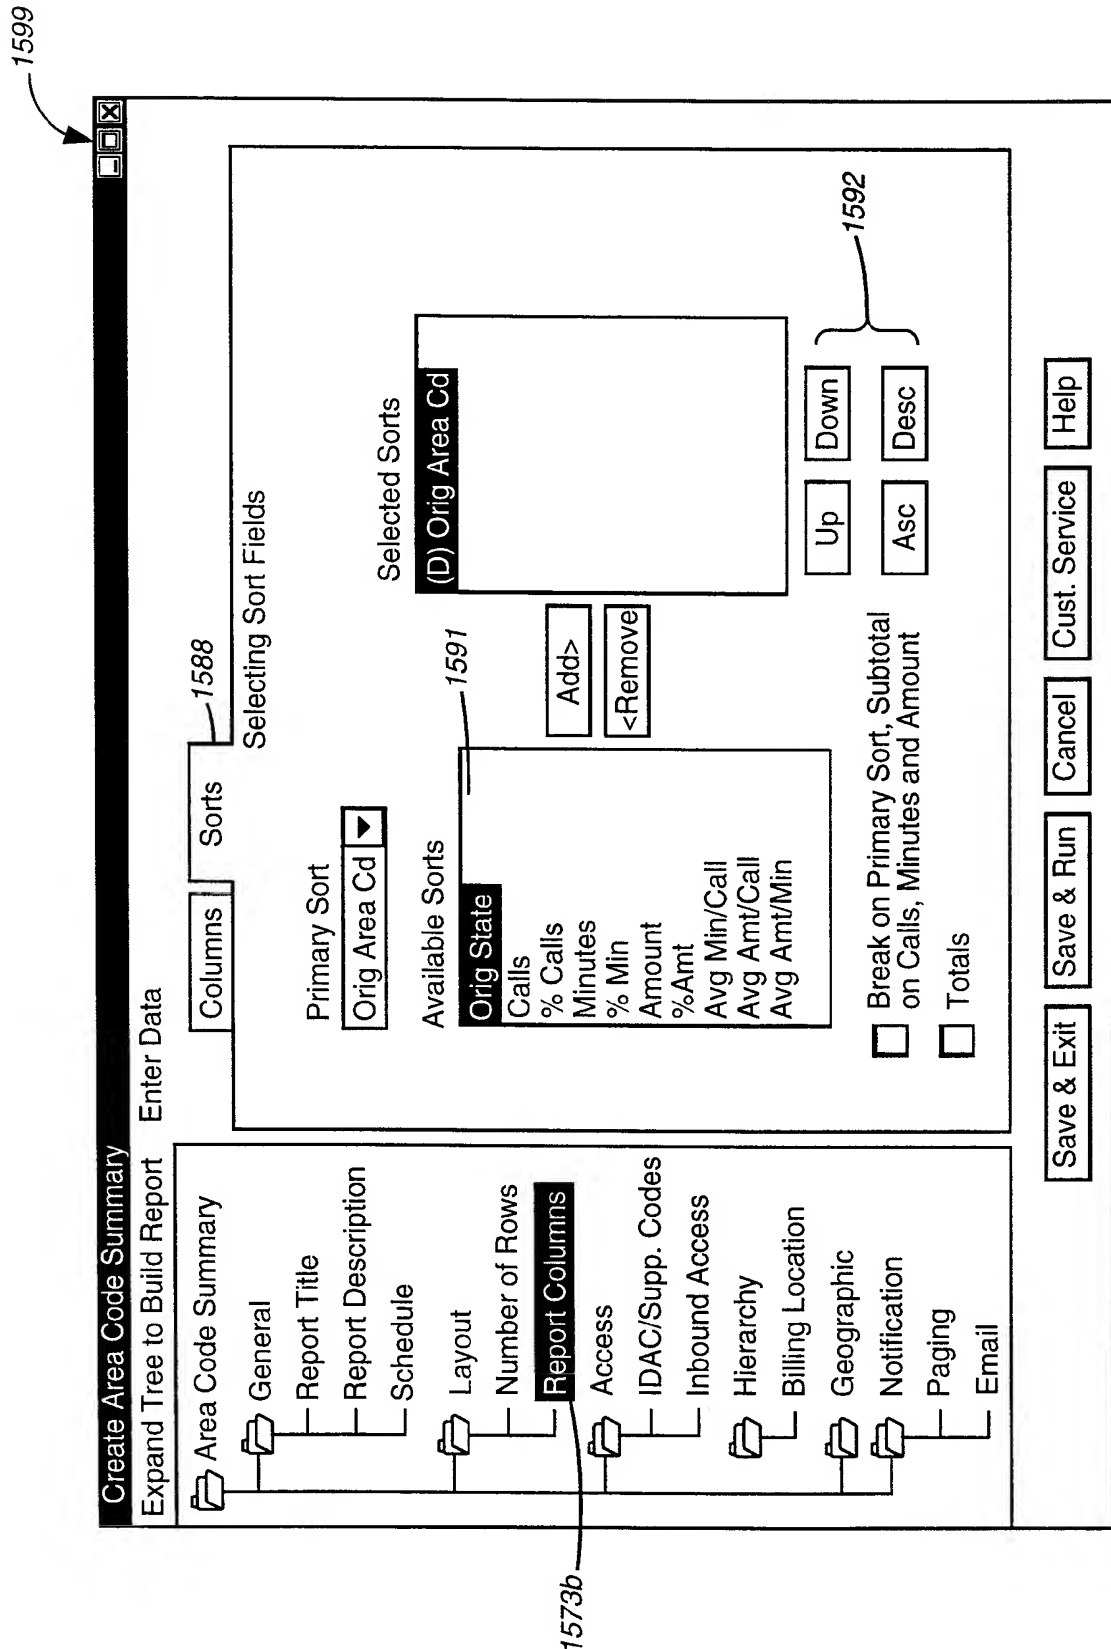 1599
Create Area Code Summary
Expand Tree to Build Report
Enter Data
Area Code Summary
General
Report Title
Report Description
Schedule
Layout
Number of Rows
Report Columns
Access
IDAC/Supp. Codes
Inbound Access
Hierarchy
Billing Location
Geographic
Notification
Paging
Email
1573b
Columns
Sorts
1588
Selecting Sort Fields
Primary Sort
Orig Area Cd
Available Sorts
Orig State
Calls
% Calls
Minutes
% Min
Amount
%Amt
Avg Min/Call
Avg Amt/Call
Avg Amt/Min
1591
Add>
<Remove
Selected Sorts
(D) Orig Area Cd
Up
Down
Asc
Desc
1592
Break on Primary Sort, Subtotal
on Calls, Minutes and Amount
Totals
Save & Exit
Save & Run
Cancel
Cust. Service
Help